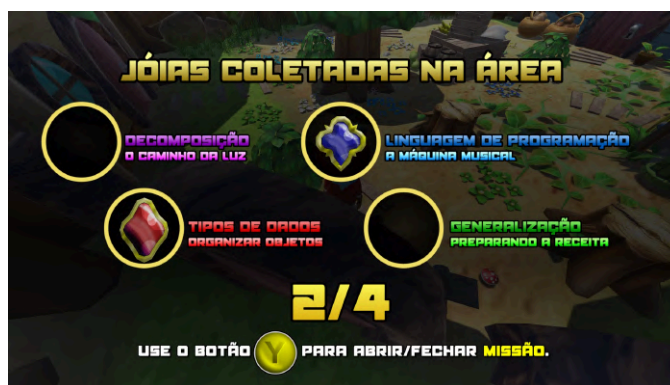 JÓIAS COLETADAS NA ÁREA
DECOMPOSIÇÃO
O CAMINHO DA LUZ
LINGUAGEM DE PROGRAMAÇÃO
A MÁQUINA MUSICAL
TIPOS DE DADOS
ORGANIZAR OBJETOS
GENERALIZAÇÃO
PREPARANDO A RECEITA
2/4
USE O BOTÃO Y PARA ABRIR/FECHAR MISSÃO.